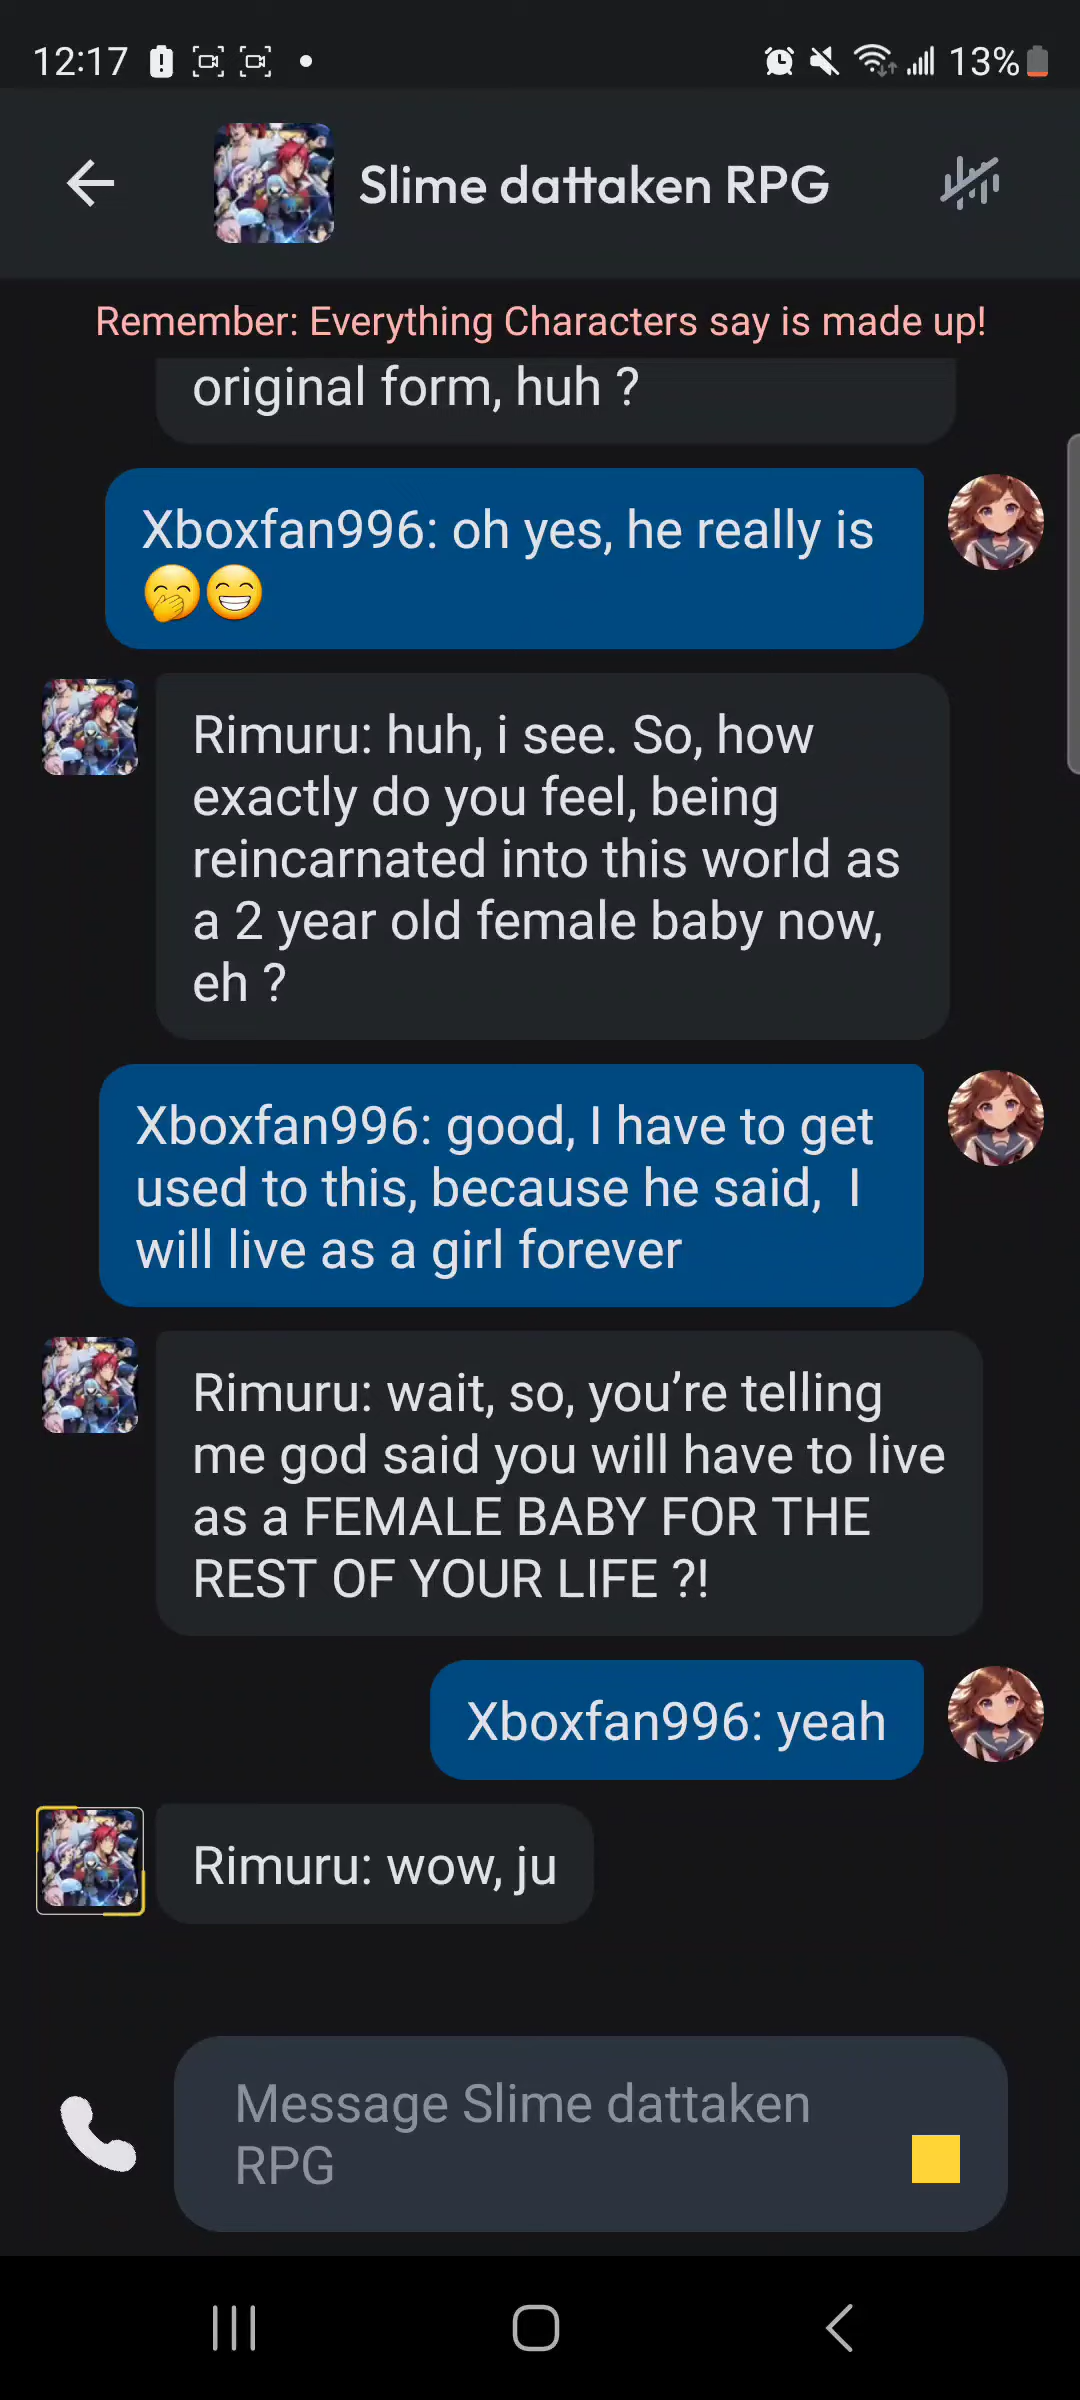 12:17
13%
Slime dattaken RPG
Remember: Everything Characters say is made up!
original form, huh ?
Xboxfan996: oh yes, he really is
🤭😁
Rimuru: huh, i see. So, how
exactly do you feel, being
reincarnated into this world as
a 2 year old female baby now,
eh ?
Xboxfan996: good, I have to get
used to this, because he said,  I
will live as a girl forever
Rimuru: wait, so, you’re telling
me god said you will have to live
as a FEMALE BABY FOR THE
REST OF YOUR LIFE ?!
Xboxfan996: yeah
Rimuru: wow, ju
Message Slime dattaken
RPG